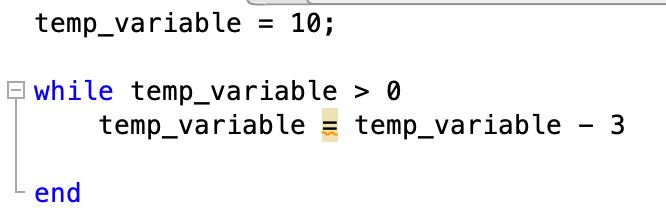 temp_variable = 10;
while temp_variable > 0
temp_variable = temp_variable - 3
end